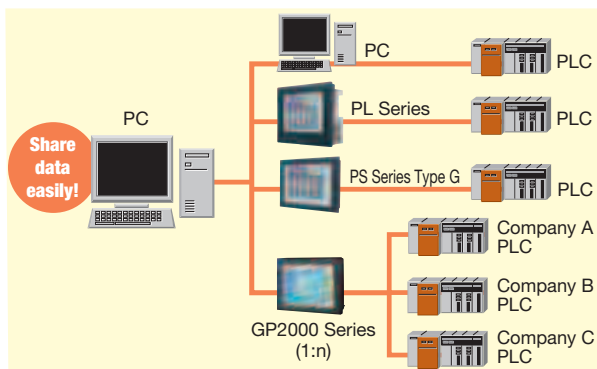 PC
PLC
PC
PL Series
PLC
Share
data
easily!
PS Series Type G
PLC
Company A
PLC
Company B
PLC
GP2000 Series
(1:n)
Company C
PLC